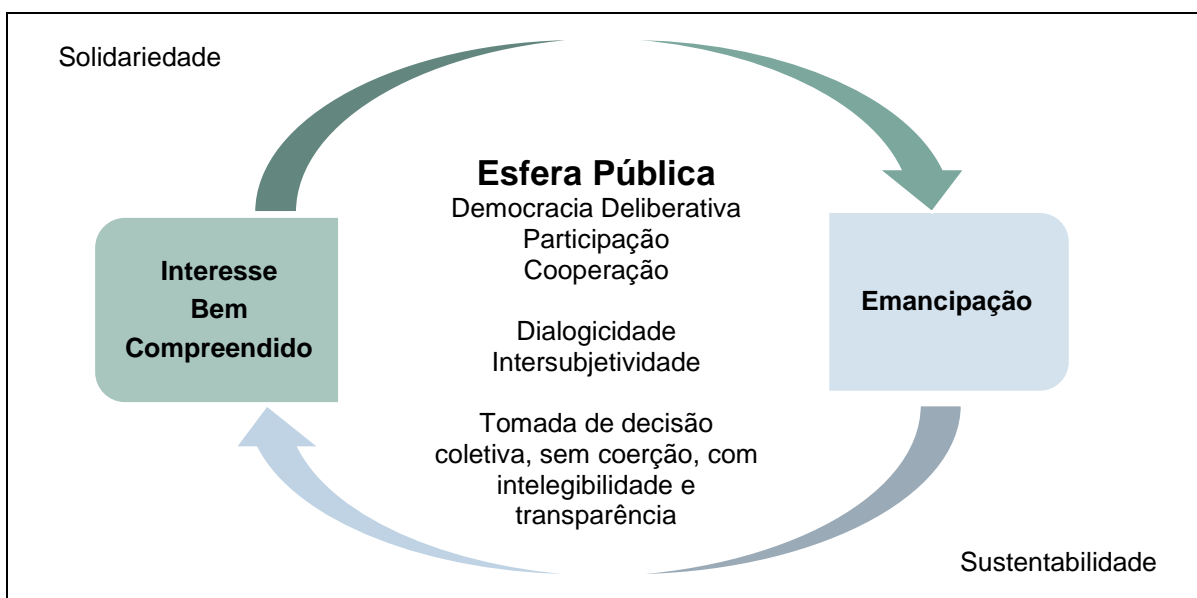 Solidariedade
Esfera Pública
Democracia Deliberativa
Participação
Cooperação
Dialogicidade
Intersubjetividade
Tomada de decisão
coletiva, sem coerção, com
intelegibilidade e
transparência
Interesse
Bem
Compreendido
Emancipação
Sustentabilidade